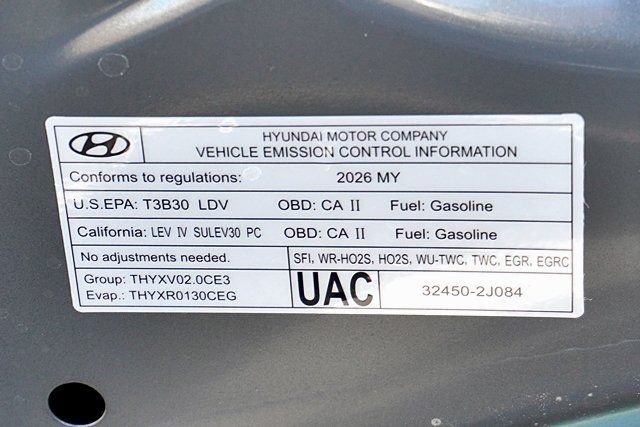 HYUNDAI MOTOR COMPANY
VEHICLE EMISSION CONTROL INFORMATION
Conforms to regulations: 2026 MY
U.S.EPA: T3B30 LDV OBD: CA II Fuel: Gasoline
California: LEV IV SULEV30 PC OBD: CA II Fuel: Gasoline
No adjustments needed. SFI, WR-HO2S, HO2S, WU-TWC, TWC, EGR, EGRC
Group: THYXV02.0CE3
Evap.: THYXR0130CEG
UAC
32450-2J084